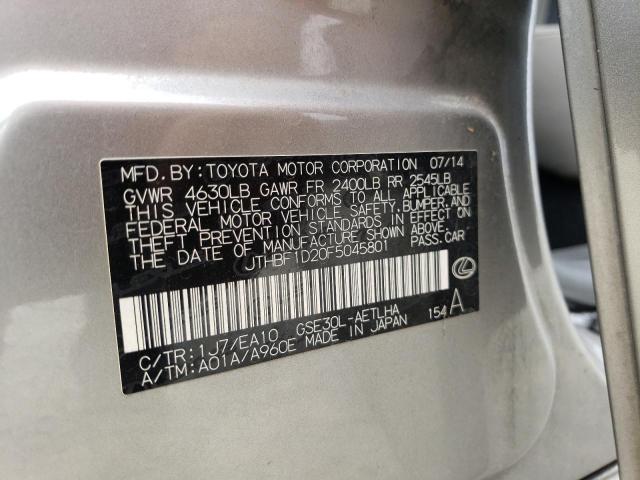 MFD. BY: TOYOTA MOTOR CORPORATION 07/14
GVWR 4630LB GAWR FR 2400LB RR 2545LB
THIS VEHICLE CONFORMS TO ALL APPLICABLE
FEDERAL MOTOR VEHICLE SAFETY, BUMPER, AND
THEFT PREVENTION STANDARDS IN EFFECT ON
THE DATE OF MANUFACTURE SHOWN ABOVE.
JTHBF1D20F5045801 PASS. CAR
C/TR: 1J7/EA10 GSE30L-AETLHA 154 A
A/TM: A01A/A960E MADE IN JAPAN